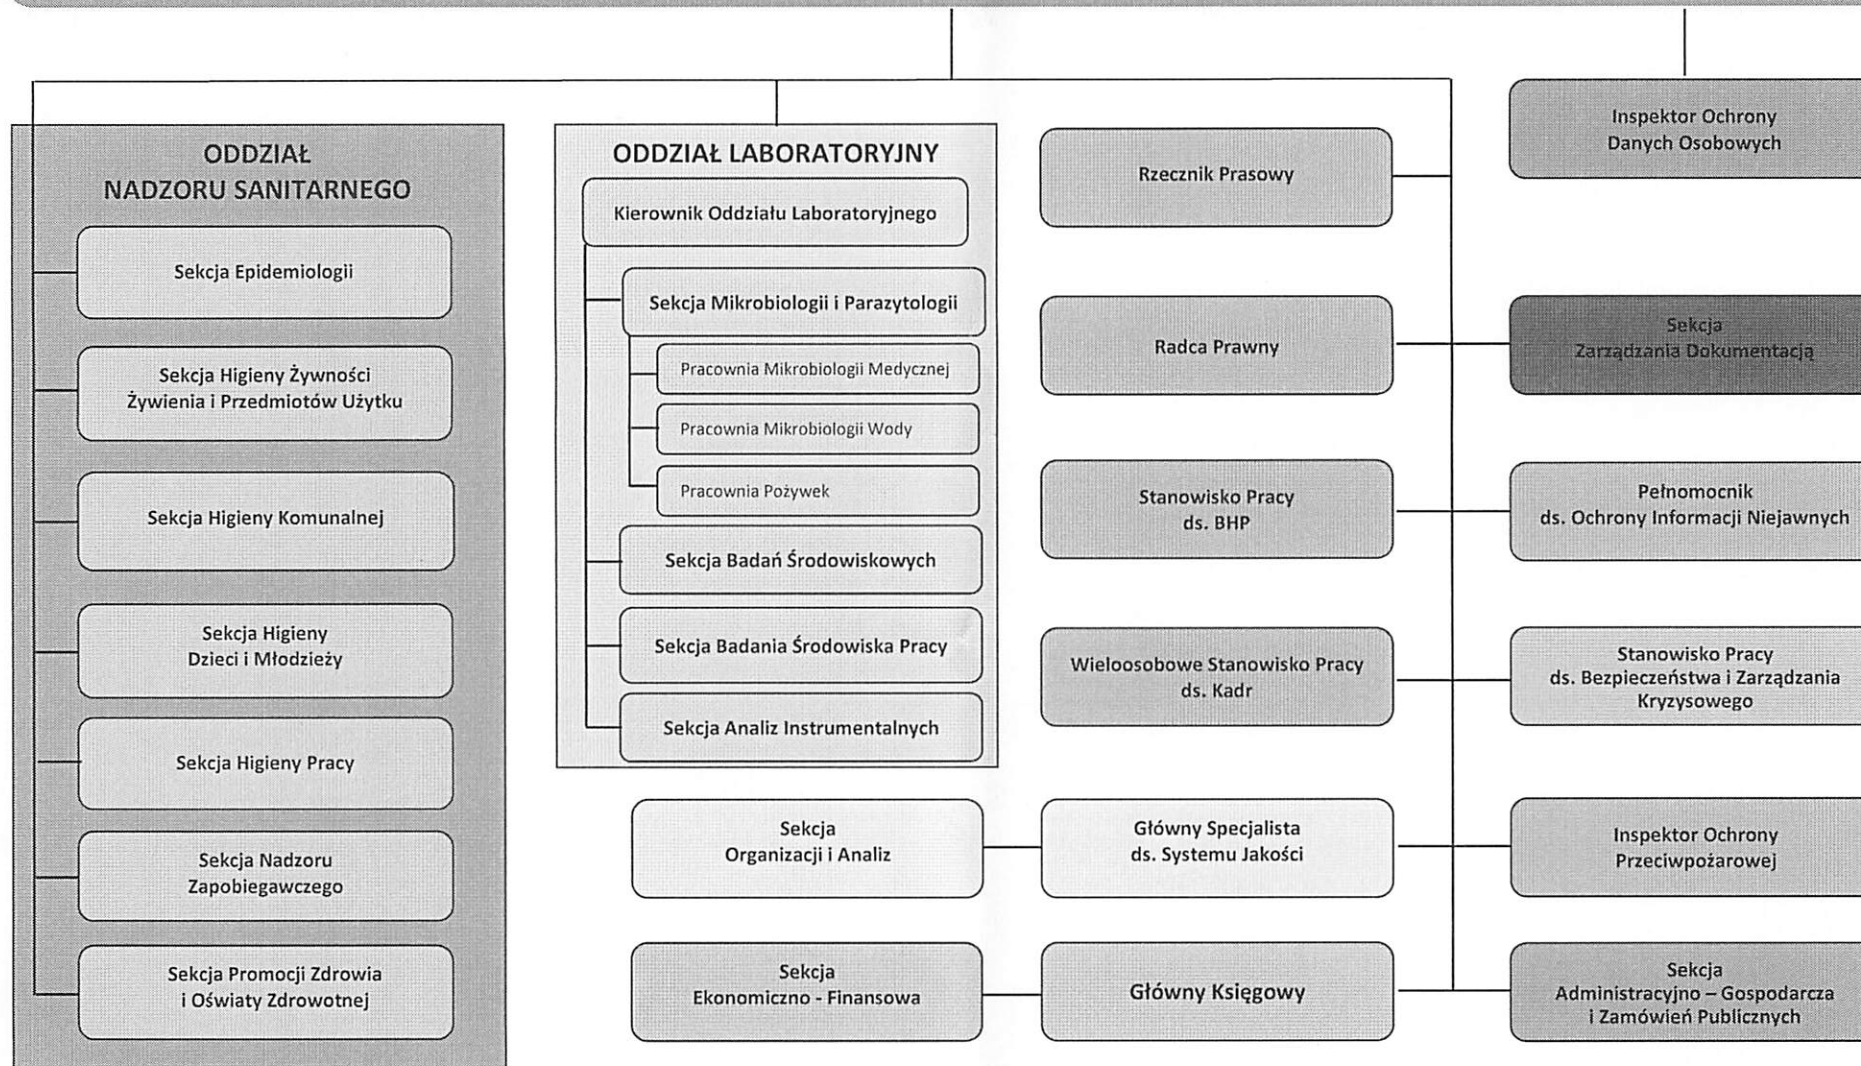 ODDZIAŁ
NADZORU SANITARNEGO
Sekcja Epidemiologii
Sekcja Higieny Żywności
Żywienia i Przedmiotów Użytku
Sekcja Higieny Komunalnej
Sekcja Higieny
Dzieci i Młodzieży
Sekcja Higieny Pracy
Sekcja Nadzoru
Zapobiegawczego
Sekcja Promocji Zdrowia
i Oświaty Zdrowotnej
ODDZIAŁ LABORATORYJNY
Kierownik Oddziału Laboratoryjnego
Sekcja Mikrobiologii i Parazytologii
Pracownia Mikrobiologii Medycznej
Pracownia Mikrobiologii Wody
Pracownia Pożywek
Sekcja Badań Środowiskowych
Sekcja Badania Środowiska Pracy
Sekcja Analiz Instrumentalnych
Sekcja
Organizacji i Analiz
Sekcja
Ekonomiczno - Finansowa
Rzecznik Prasowy
Radca Prawny
Stanowisko Pracy
ds. BHP
Wieloosobowe Stanowisko Pracy
ds. Kadr
Główny Specjalista
ds. Systemu Jakości
Główny Księgowy
Inspektor Ochrony
Danych Osobowych
Sekcja
Zarządzania Dokumentacją
Pełnomocnik
ds. Ochrony Informacji Niejawnych
Stanowisko Pracy
ds. Bezpieczeństwa i Zarządzania
Kryzysowego
Inspektor Ochrony
Przeciwpożarowej
Sekcja
Administracyjno – Gospodarcza
i Zamówień Publicznych